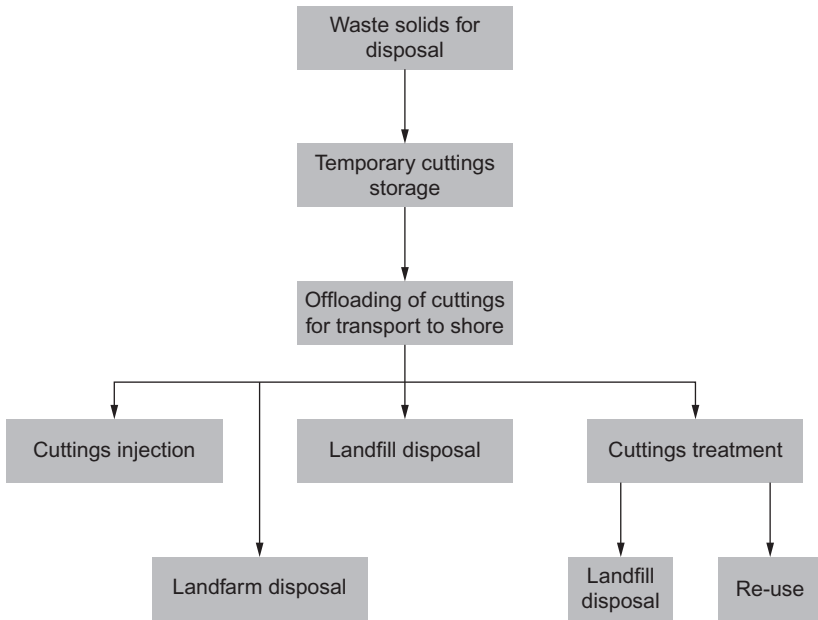 Waste solids for
disposal
Temporary cuttings
storage
Offloading of cuttings
for transport to shore
Cuttings injection
Landfill disposal
Cuttings treatment
Landfarm disposal
Landfill
disposal
Re-use